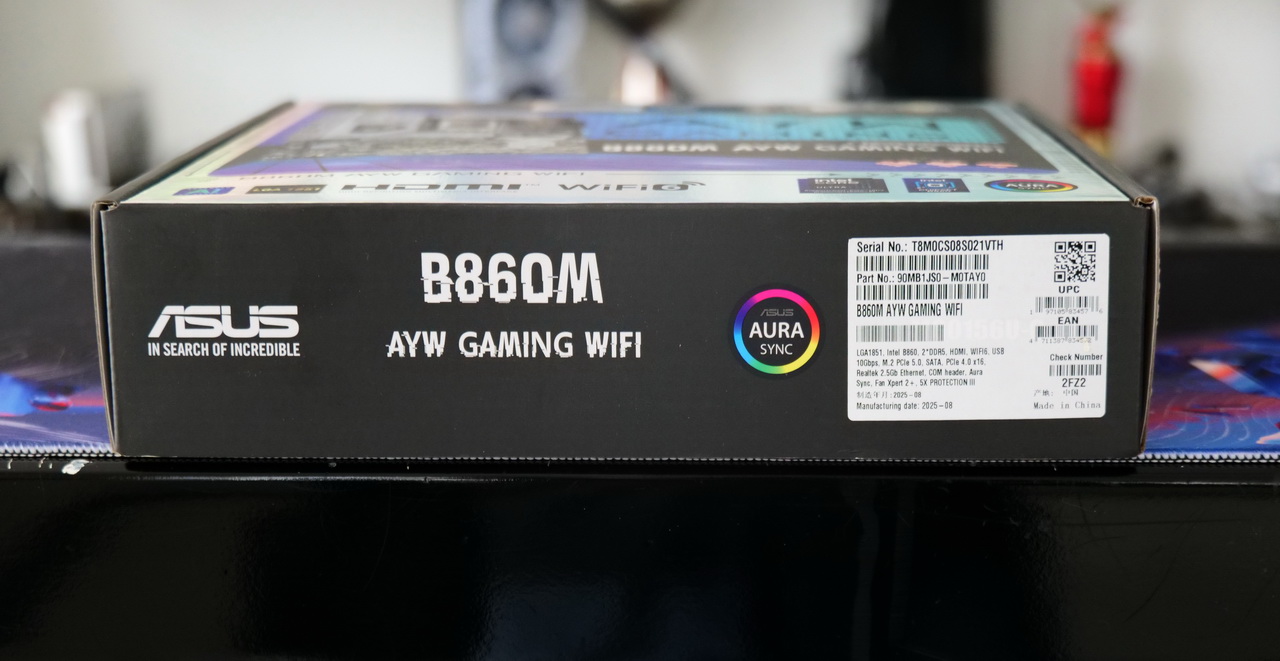 B860M AYW GAMING WIFI
HDMI
WiFi 6
AURA
B860M
AYW GAMING WIFI
ASUS
IN SEARCH OF INCREDIBLE
ASUS
AURA
SYNC
Serial No.: T8M0CS08S021VTH
Part No.: 90MB1JS0-M0TAY0
B860M AYW GAMING WIFI
LGA1851, Intel B860, 2*DDR5, HDMI, WIFI6, USB
10Gbps, M.2 PCIe 5.0, SATA, PCIe 4.0 x16,
Realtek 2.5Gb Ethernet, COM header, Aura
Sync, Fan Xpert 2+, 5X PROTECTION III
制造年月: 2025-08
Manufacturing date: 2025-08
UPC
EAN
Check Number
2FZ2
产地: 中国
Made in China